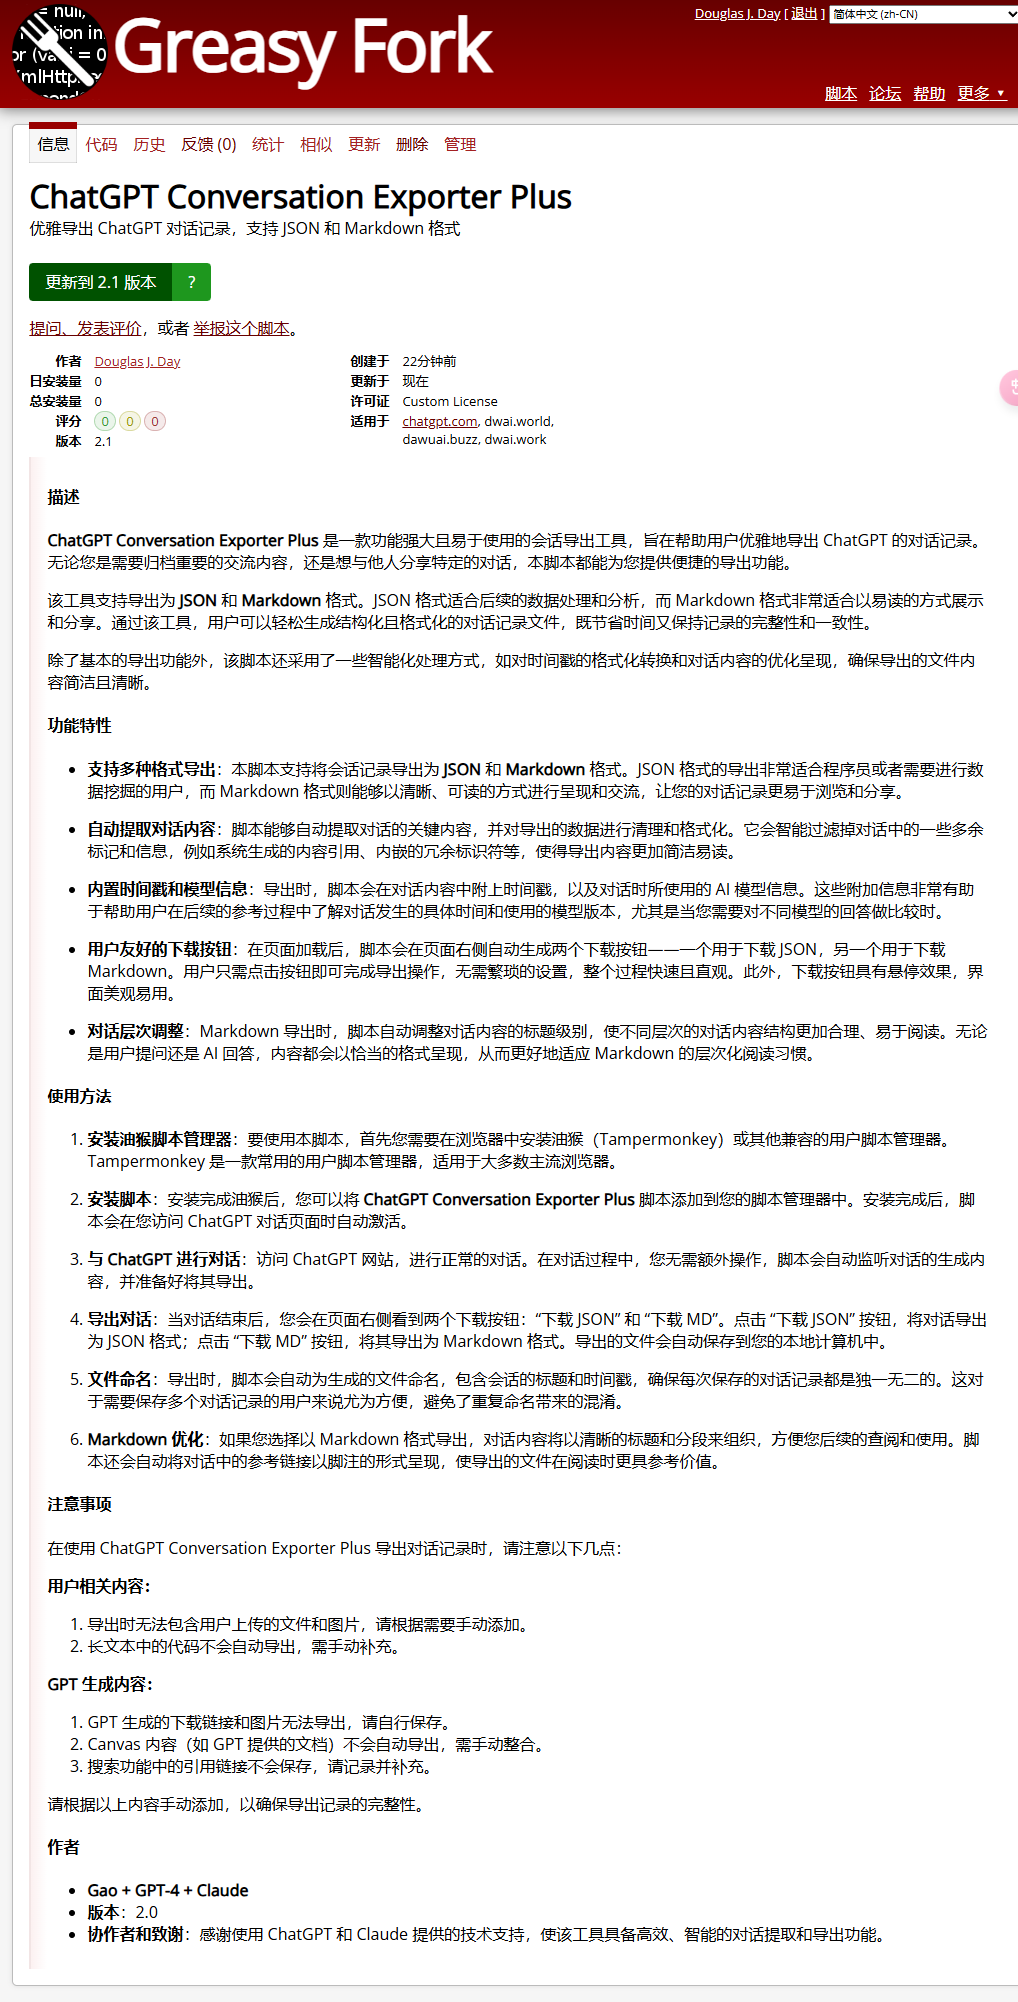 = null,
ction in
or (var i = 0
XmlHttpRe
Greasy Fork
Douglas J. Day [ 退出 ] 简体中文 (zh-CN)
脚本 论坛 帮助 更多 ▼
信息 代码 历史 反馈 (0) 统计 相似 更新 删除 管理
ChatGPT Conversation Exporter Plus
优雅导出 ChatGPT 对话记录，支持 JSON 和 Markdown 格式
更新到 2.1 版本 ?
提问、发表评价，或者 举报这个脚本。
作者 Douglas J. Day
日安装量 0
总安装量 0
评分 0 0 0
版本 2.1
创建于 22分钟前
更新于 现在
许可证 Custom License
适用于 chatgpt.com, dwai.world,
dawuai.buzz, dwai.work
描述
ChatGPT Conversation Exporter Plus 是一款功能强大且易于使用的会话导出工具，旨在帮助用户优雅地导出 ChatGPT 的对话记录。
无论您是需要归档重要的交流内容，还是想与他人分享特定的对话，本脚本都能为您提供便捷的导出功能。
该工具支持导出为 JSON 和 Markdown 格式。JSON 格式适合后续的数据处理和分析，而 Markdown 格式非常适合以易读的方式展示
和分享。通过该工具，用户可以轻松生成结构化且格式化的对话记录文件，既节省时间又保持记录的完整性和一致性。
除了基本的导出功能外，该脚本还采用了一些智能化处理方式，如对时间戳的格式化转换和对话内容的优化呈现，确保导出的文件内
容简洁且清晰。
功能特性
• 支持多种格式导出：本脚本支持将会话记录导出为 JSON 和 Markdown 格式。JSON 格式的导出非常适合程序员或者需要进行数
据挖掘的用户，而 Markdown 格式则能够以清晰、可读的方式进行呈现和交流，让您的对话记录更易于浏览和分享。
• 自动提取对话内容：脚本能够自动提取对话的关键内容，并对导出的数据进行清理和格式化。它会智能过滤掉对话中的一些多余
标记和信息，例如系统生成的内容引用、内嵌的冗余标识符等，使得导出内容更加简洁易读。
• 内置时间戳和模型信息：导出时，脚本会在对话内容中附上时间戳，以及对话时所使用的 AI 模型信息。这些附加信息非常有助
于帮助用户在后续的参考过程中了解对话发生的具体时间和使用的模型版本，尤其是当您需要对不同模型的回答做比较时。
• 用户友好的下载按钮：在页面加载后，脚本会在页面右侧自动生成两个下载按钮——一个用于下载 JSON，另一个用于下载
Markdown。用户只需点击按钮即可完成导出操作，无需繁琐的设置，整个过程快速且直观。此外，下载按钮具有悬停效果，界
面美观易用。
• 对话层次调整：Markdown 导出时，脚本自动调整对话内容的标题级别，使不同层次的对话内容结构更加合理、易于阅读。无论
是用户提问还是 AI 回答，内容都会以恰当的格式呈现，从而更好地适应 Markdown 的层次化阅读习惯。
使用方法
1. 安装油猴脚本管理器：要使用本脚本，首先您需要在浏览器中安装油猴（Tampermonkey）或其他兼容的用户脚本管理器。
Tampermonkey 是一款常用的用户脚本管理器，适用于大多数主流浏览器。
2. 安装脚本：安装完成油猴后，您可以将 ChatGPT Conversation Exporter Plus 脚本添加到您的脚本管理器中。安装完成后，脚
本会在您访问 ChatGPT 对话页面时自动激活。
3. 与 ChatGPT 进行对话：访问 ChatGPT 网站，进行正常的对话。在对话过程中，您无需额外操作，脚本会自动监听对话的生成内
容，并准备好将其导出。
4. 导出对话：当对话结束后，您会在页面右侧看到两个下载按钮：“下载 JSON” 和 “下载 MD”。点击 “下载 JSON” 按钮，将对话导出
为 JSON 格式；点击 “下载 MD” 按钮，将其导出为 Markdown 格式。导出的文件会自动保存到您的本地计算机中。
5. 文件命名：导出时，脚本会自动为生成的文件命名，包含会话的标题和时间戳，确保每次保存的对话记录都是独一无二的。这对
于需要保存多个对话记录的用户来说尤为方便，避免了重复命名带来的混淆。
6. Markdown 优化：如果您选择以 Markdown 格式导出，对话内容将以清晰的标题和分段来组织，方便您后续的查阅和使用。脚
本还会自动将对话中的参考链接以脚注的形式呈现，使导出的文件在阅读时更具参考价值。
注意事项
在使用 ChatGPT Conversation Exporter Plus 导出对话记录时，请注意以下几点：
用户相关内容：
1. 导出时无法包含用户上传的文件和图片，请根据需要手动添加。
2. 长文本中的代码不会自动导出，需手动补充。
GPT 生成内容：
1. GPT 生成的下载链接和图片无法导出，请自行保存。
2. Canvas 内容（如 GPT 提供的文档）不会自动导出，需手动整合。
3. 搜索功能中的引用链接不会保存，请记录并补充。
请根据以上内容手动添加，以确保导出记录的完整性。
作者
• Gao + GPT-4 + Claude
• 版本：2.0
• 协作者和致谢：感谢使用 ChatGPT 和 Claude 提供的技术支持，使该工具具备高效、智能的对话提取和导出功能。